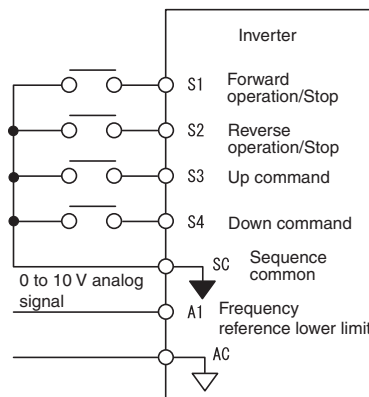 Inverter
S1 Forward
operation/Stop
S2 Reverse
operation/Stop
S3 Up command
S4 Down command
SC Sequence
common
0 to 10 V analog
signal
A1 Frequency
reference lower limit
AC